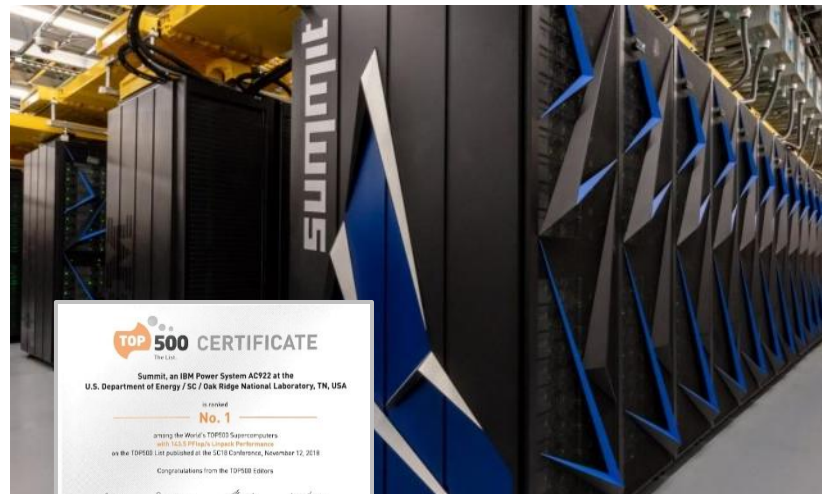 summit
TOP 500 CERTIFICATE
The List.
Summit, an IBM Power System AC922 at the
U.S. Department of Energy / SC / Oak Ridge National Laboratory, TN, USA
is ranked
No. 1
among the World's TOP500 Supercomputers
with 143.5 PFlop/s Linpack Performance
on the TOP500 List published at the SC18 Conference, November 12, 2018
Congratulations from the TOP500 Editors